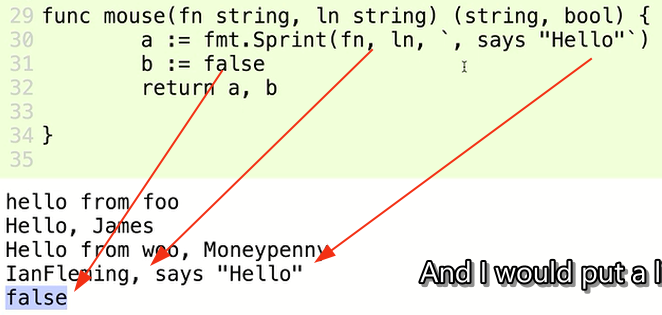 29 func mouse(fn string, ln string) (string, bool) {
30 a := fmt.Sprint(fn, ln, `, says "Hello"`)
31 b := false
32 return a, b
33
34 }
35
hello from foo
Hello, James
Hello from woo, Moneypenny
IanFleming, says "Hello"
false
And I would put a li